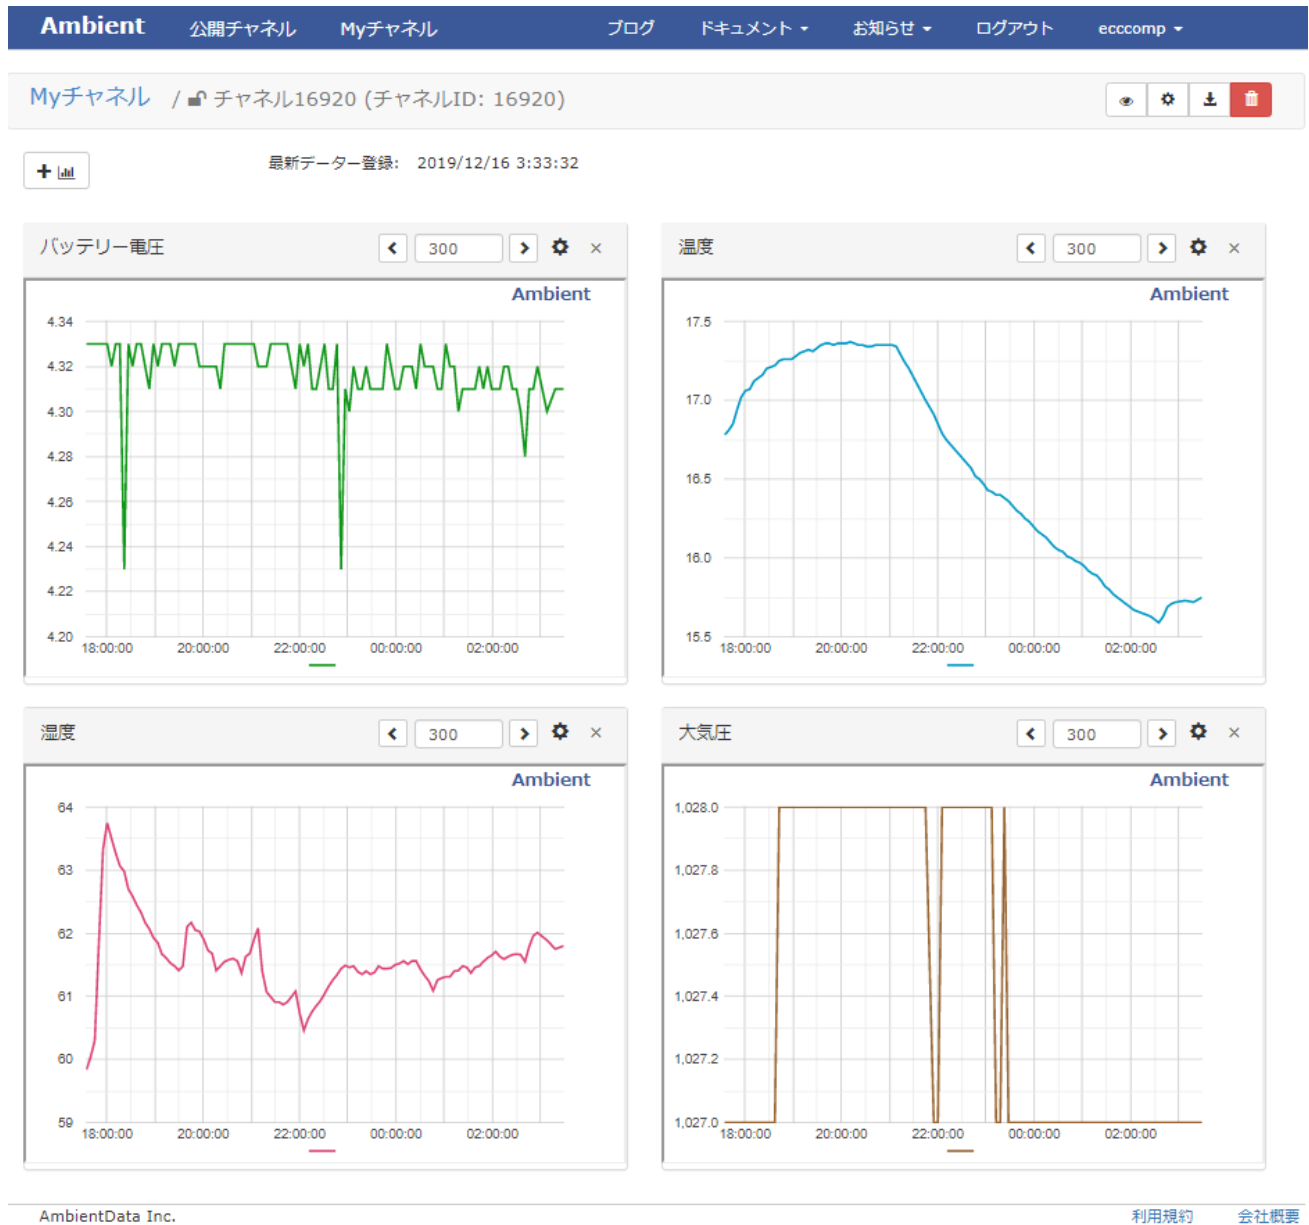 Ambient 公開チャネル Myチャネル ブログ ドキュメント お知らせ ログアウト ecccomp
Myチャネル / チャネル16920 (チャネルID: 16920)
最新データー登録: 2019/12/16 3:33:32
バッテリー電圧 300
Ambient
4.34
4.32
4.30
4.28
4.26
4.24
4.22
4.20
18:00:00 20:00:00 22:00:00 00:00:00 02:00:00
温度 300
Ambient
17.5
17.0
16.5
16.0
15.5
18:00:00 20:00:00 22:00:00 00:00:00 02:00:00
湿度 300
Ambient
64
63
62
61
60
59
18:00:00 20:00:00 22:00:00 00:00:00 02:00:00
大気圧 300
Ambient
1,028.0
1,027.8
1,027.6
1,027.4
1,027.2
1,027.0
18:00:00 20:00:00 22:00:00 00:00:00 02:00:00
AmbientData Inc. 利用規約 会社概要